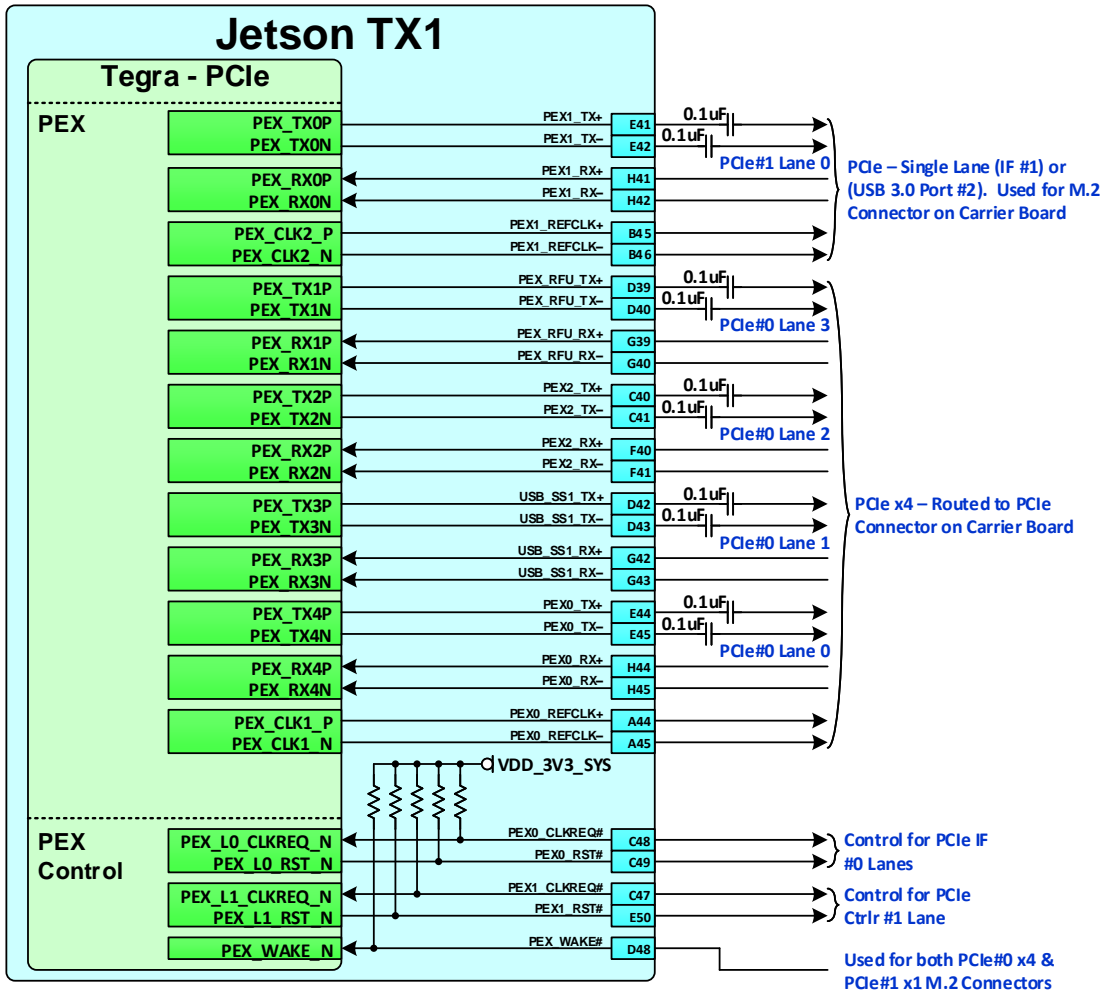 Jetson TX1
Tegra - PCIe
PEX
PEX_TX0P PEX1_TX+ E41 0.1uF
PEX_TX0N PEX1_TX– E42 0.1uF
PCIe#1 Lane 0
PEX_RX0P PEX1_RX+ H41
PEX_RX0N PEX1_RX– H42
PEX_CLK2_P PEX1_REFCLK+ B45
PEX_CLK2_N PEX1_REFCLK– B46
PCIe – Single Lane (IF #1) or
(USB 3.0 Port #2). Used for M.2
Connector on Carrier Board
PEX_TX1P PEX_RFU_TX+ D39 0.1uF
PEX_TX1N PEX_RFU_TX– D40 0.1uF
PCIe#0 Lane 3
PEX_RX1P PEX_RFU_RX+ G39
PEX_RX1N PEX_RFU_RX– G40
PEX_TX2P PEX2_TX+ C40 0.1uF
PEX_TX2N PEX2_TX– C41 0.1uF
PCIe#0 Lane 2
PEX_RX2P PEX2_RX+ F40
PEX_RX2N PEX2_RX– F41
PEX_TX3P USB_SS1_TX+ D42 0.1uF
PEX_TX3N USB_SS1_TX– D43 0.1uF
PCIe#0 Lane 1
PEX_RX3P USB_SS1_RX+ G42
PEX_RX3N USB_SS1_RX– G43
PEX_TX4P PEX0_TX+ E44 0.1uF
PEX_TX4N PEX0_TX– E45 0.1uF
PCIe#0 Lane 0
PEX_RX4P PEX0_RX+ H44
PEX_RX4N PEX0_RX– H45
PEX_CLK1_P PEX0_REFCLK+ A44
PEX_CLK1_N PEX0_REFCLK– A45
PCIe x4 – Routed to PCIe
Connector on Carrier Board
VDD_3V3_SYS
PEX
Control
PEX_L0_CLKREQ_N PEX0_CLKREQ# C48
PEX_L0_RST_N PEX0_RST# C49
Control for PCIe IF
#0 Lanes
PEX_L1_CLKREQ_N PEX1_CLKREQ# C47
PEX_L1_RST_N PEX1_RST# E50
Control for PCIe
Ctrlr #1 Lane
PEX_WAKE_N PEX_WAKE# D48
Used for both PCIe#0 x4 &
PCIe#1 x1 M.2 Connectors